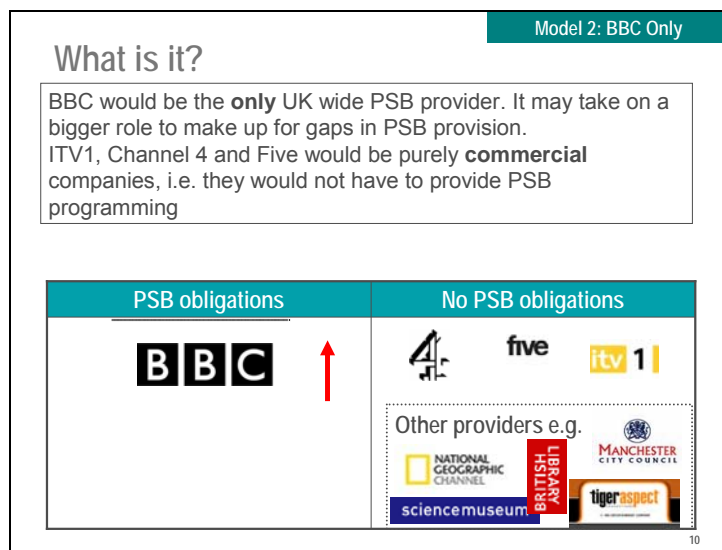 Model 2: BBC Only
What is it?
BBC would be the only UK wide PSB provider. It may take on a
bigger role to make up for gaps in PSB provision.
ITV1, Channel 4 and Five would be purely commercial
companies, i.e. they would not have to provide PSB
programming
PSB obligations
No PSB obligations
BBC
4
five
itv 1
Other providers e.g.
NATIONAL
GEOGRAPHIC
CHANNEL
BRITISH
LIBRARY
MANCHESTER
CITY COUNCIL
sciencemuseum
tigeraspect
10